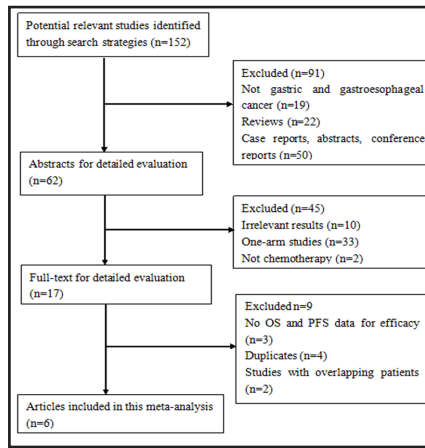 Potential relevant studies identified
through search strategies (n=152)
Excluded (n=91)
Not gastric and gastroesophageal
cancer (n=19)
Reviews (n=22)
Case reports, abstracts, conference
reports (n=50)
Abstracts for detailed evaluation
(n=62)
Excluded (n=45)
Irrelevant results (n=10)
One-arm studies (n=33)
Not chemotherapy (n=2)
Full-text for detailed evaluation
(n=17)
Excluded n=9
No OS and PFS data for efficacy
(n=3)
Duplicates (n=4)
Studies with overlapping patients
(n=2)
Articles included in this meta-analysis
(n=6)